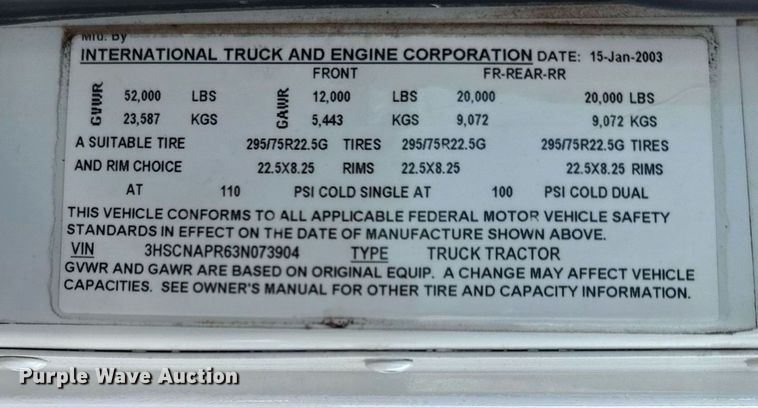 Mfd. By
INTERNATIONAL TRUCK AND ENGINE CORPORATION DATE: 15-Jan-2003
FRONT FR-REAR-RR
GVWR 52,000 LBS GAWR 12,000 LBS 20,000 20,000 LBS
23,587 KGS 5,443 KGS 9,072 9,072 KGS
A SUITABLE TIRE 295/75R22.5G TIRES 295/75R22.5G 295/75R22.5G TIRES
AND RIM CHOICE 22.5X8.25 RIMS 22.5X8.25 22.5X8.25 RIMS
AT 110 PSI COLD SINGLE AT 100 PSI COLD DUAL
THIS VEHICLE CONFORMS TO ALL APPLICABLE FEDERAL MOTOR VEHICLE SAFETY
STANDARDS IN EFFECT ON THE DATE OF MANUFACTURE SHOWN ABOVE.
VIN 3HSCNAPR63N073904 TYPE TRUCK TRACTOR
GVWR AND GAWR ARE BASED ON ORIGINAL EQUIP. A CHANGE MAY AFFECT VEHICLE
CAPACITIES. SEE OWNER'S MANUAL FOR OTHER TIRE AND CAPACITY INFORMATION.
Purple Wave Auction